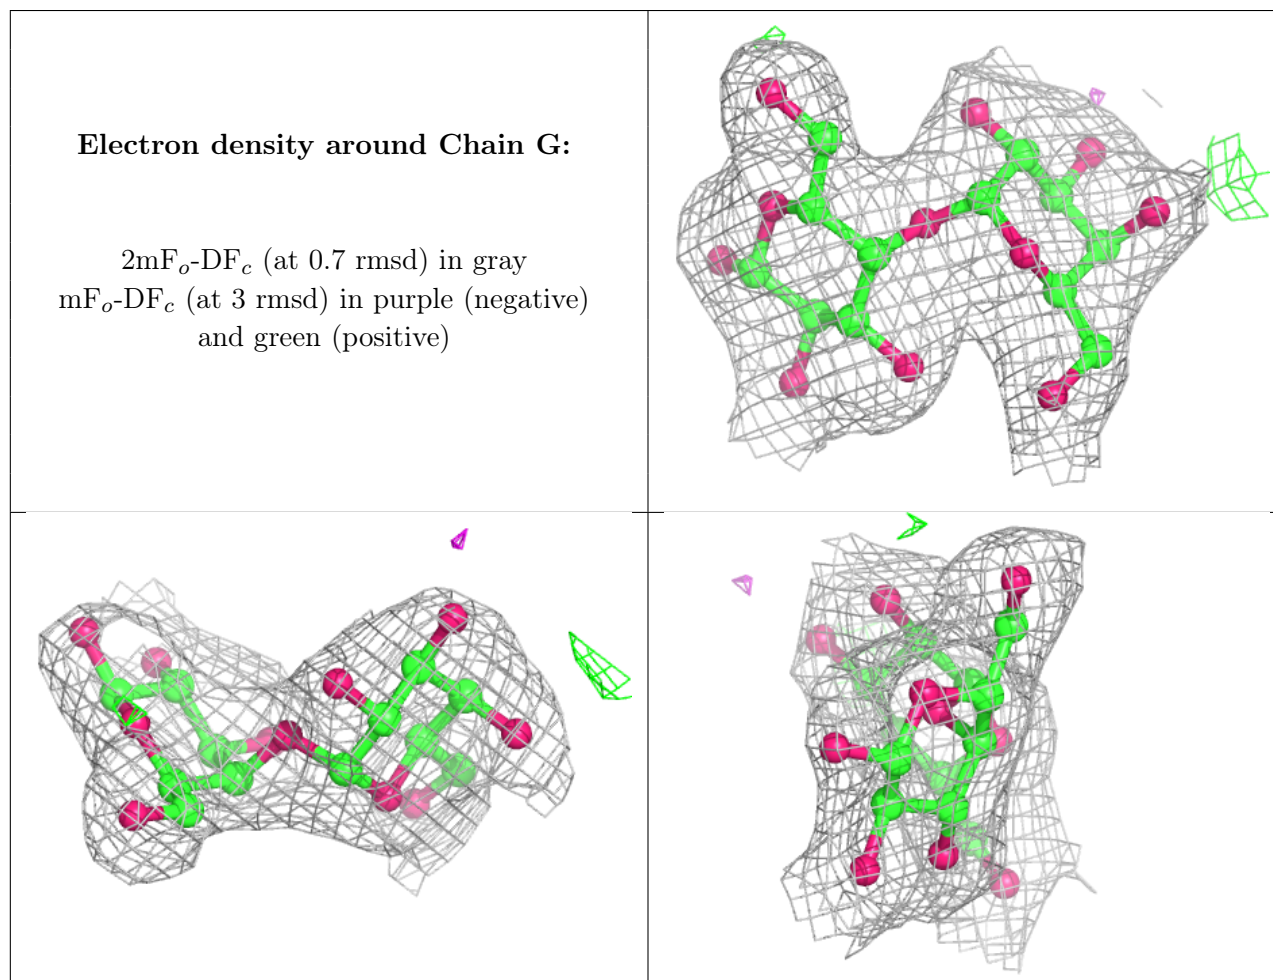 Electron density around Chain G:
2mFo-DFc (at 0.7 rmsd) in gray
mFo-DFc (at 3 rmsd) in purple (negative)
and green (positive)